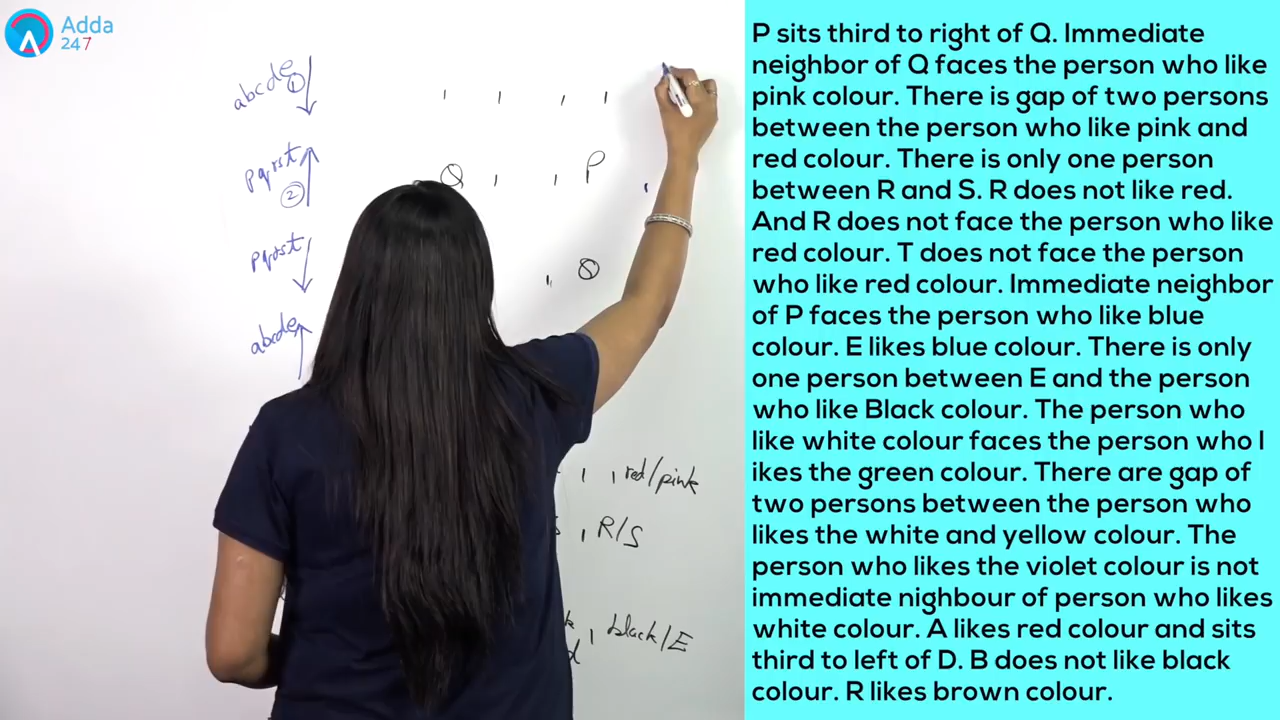 Adda
247
abcde ①
pqrst
②
Q , , P
pqrst
, Q
abcde
, , red/pink
, R/S
, black/E
P sits third to right of Q. Immediate
neighbor of Q faces the person who like
pink colour. There is gap of two persons
between the person who like pink and
red colour. There is only one person
between R and S. R does not like red.
And R does not face the person who like
red colour. T does not face the person
who like red colour. Immediate neighbor
of P faces the person who like blue
colour. E likes blue colour. There is only
one person between E and the person
who like Black colour. The person who
like white colour faces the person who l
ikes the green colour. There are gap of
two persons between the person who
likes the white and yellow colour. The
person who likes the violet colour is not
immediate nighbour of person who likes
white colour. A likes red colour and sits
third to left of D. B does not like black
colour. R likes brown colour.